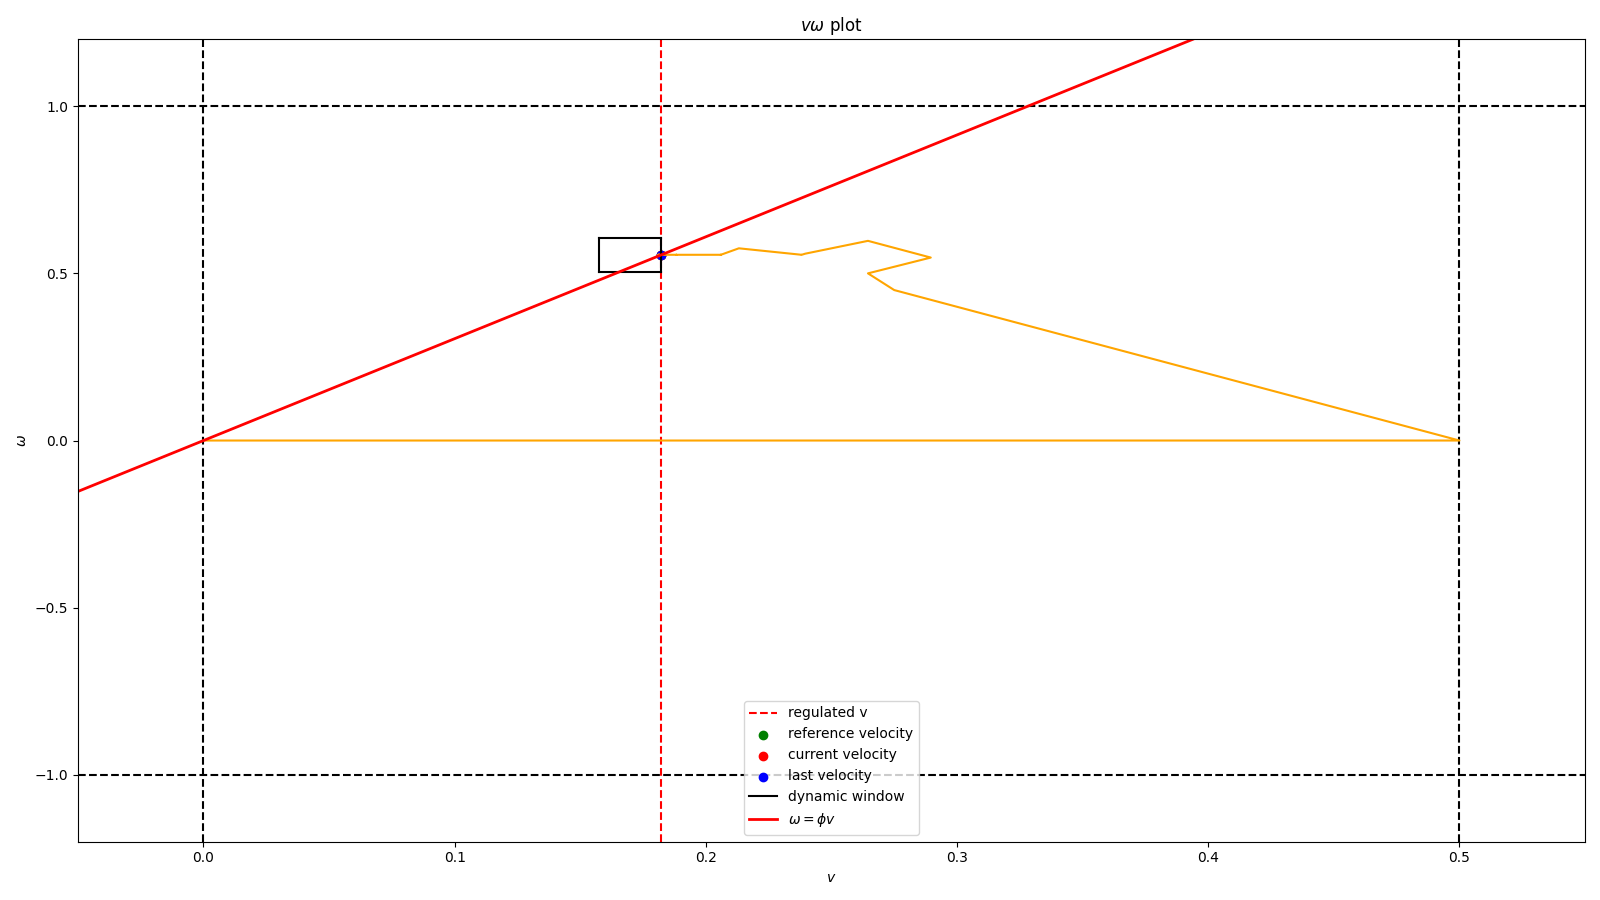 vω plot
ω
1.0
0.5
0.0
−0.5
−1.0
regulated v
reference velocity
current velocity
last velocity
dynamic window
ω = ϕv
0.0 0.1 0.2 0.3 0.4 0.5
v